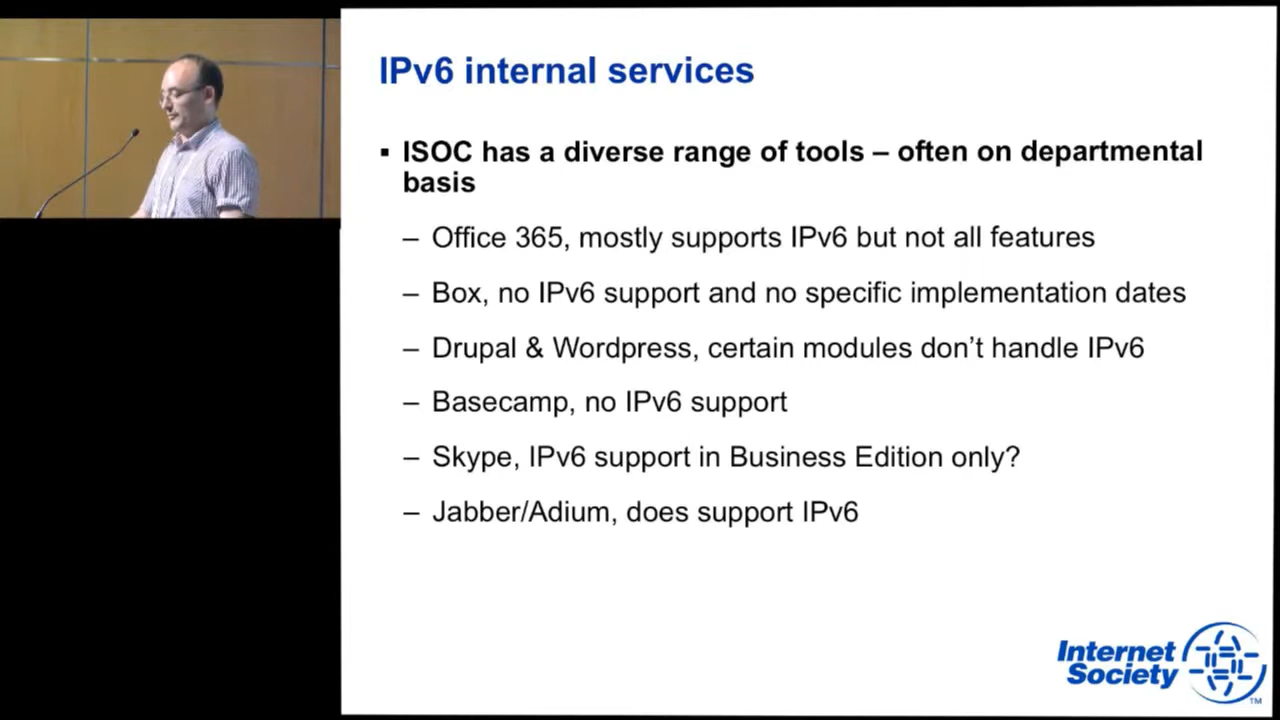 IPv6 internal services
▪ ISOC has a diverse range of tools – often on departmental
basis
– Office 365, mostly supports IPv6 but not all features
– Box, no IPv6 support and no specific implementation dates
– Drupal & Wordpress, certain modules don’t handle IPv6
– Basecamp, no IPv6 support
– Skype, IPv6 support in Business Edition only?
– Jabber/Adium, does support IPv6
Internet
Society
TM